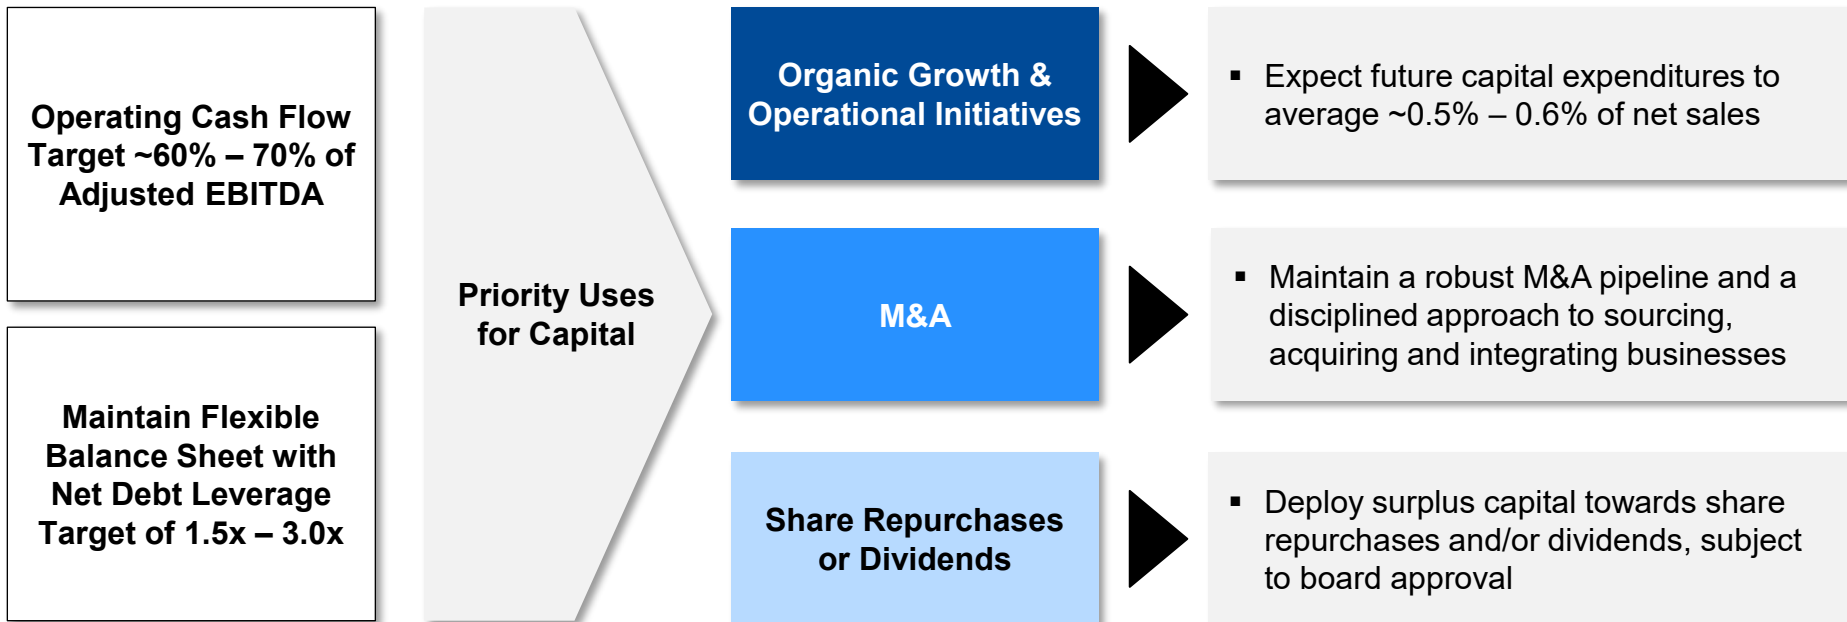 Operating Cash Flow
Target ~60% – 70% of
Adjusted EBITDA
Maintain Flexible
Balance Sheet with
Net Debt Leverage
Target of 1.5x – 3.0x
Priority Uses
for Capital
Organic Growth &
Operational Initiatives
▪ Expect future capital expenditures to
average ~0.5% – 0.6% of net sales
M&A
▪ Maintain a robust M&A pipeline and a
disciplined approach to sourcing,
acquiring and integrating businesses
Share Repurchases
or Dividends
▪ Deploy surplus capital towards share
repurchases and/or dividends, subject
to board approval